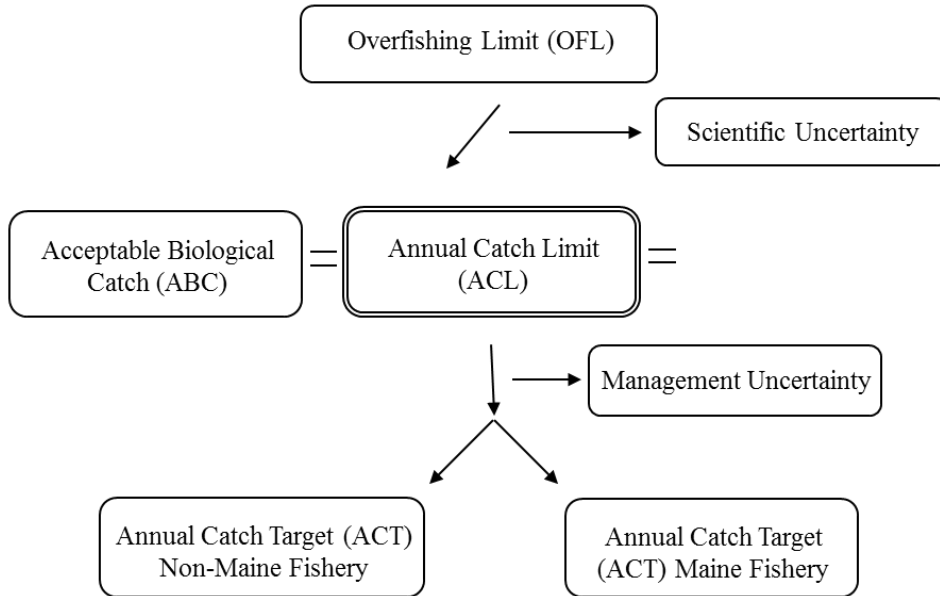 Overfishing Limit (OFL)
Scientific Uncertainty
Acceptable Biological
Catch (ABC)
=
Annual Catch Limit
(ACL)
=
Management Uncertainty
Annual Catch Target (ACT)
Non-Maine Fishery
Annual Catch Target
(ACT) Maine Fishery